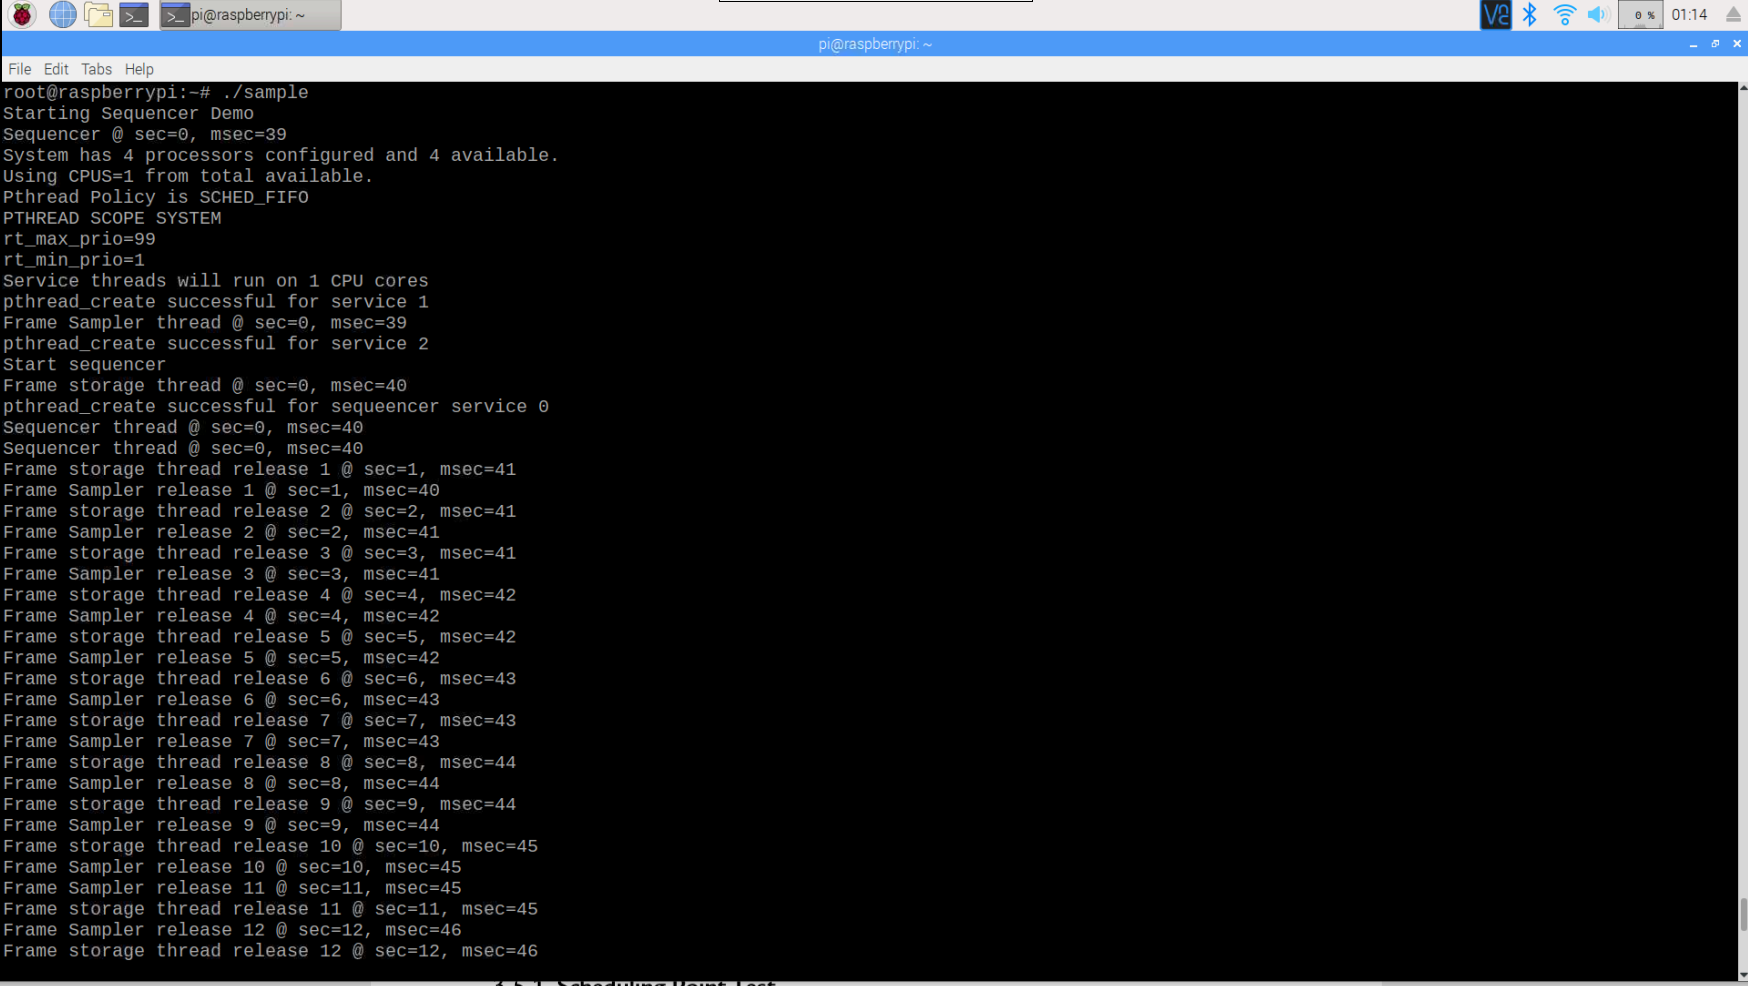 pi@raspberrypi: ~
0 %
01:14
pi@raspberrypi: ~
File Edit Tabs Help
root@raspberrypi:~# ./sample
Starting Sequencer Demo
Sequencer @ sec=0, msec=39
System has 4 processors configured and 4 available.
Using CPUS=1 from total available.
Pthread Policy is SCHED_FIFO
PTHREAD SCOPE SYSTEM
rt_max_prio=99
rt_min_prio=1
Service threads will run on 1 CPU cores
pthread_create successful for service 1
Frame Sampler thread @ sec=0, msec=39
pthread_create successful for service 2
Start sequencer
Frame storage thread @ sec=0, msec=40
pthread_create successful for sequeencer service 0
Sequencer thread @ sec=0, msec=40
Sequencer thread @ sec=0, msec=40
Frame storage thread release 1 @ sec=1, msec=41
Frame Sampler release 1 @ sec=1, msec=40
Frame storage thread release 2 @ sec=2, msec=41
Frame Sampler release 2 @ sec=2, msec=41
Frame storage thread release 3 @ sec=3, msec=41
Frame Sampler release 3 @ sec=3, msec=41
Frame storage thread release 4 @ sec=4, msec=42
Frame Sampler release 4 @ sec=4, msec=42
Frame storage thread release 5 @ sec=5, msec=42
Frame Sampler release 5 @ sec=5, msec=42
Frame storage thread release 6 @ sec=6, msec=43
Frame Sampler release 6 @ sec=6, msec=43
Frame storage thread release 7 @ sec=7, msec=43
Frame Sampler release 7 @ sec=7, msec=43
Frame storage thread release 8 @ sec=8, msec=44
Frame Sampler release 8 @ sec=8, msec=44
Frame storage thread release 9 @ sec=9, msec=44
Frame Sampler release 9 @ sec=9, msec=44
Frame storage thread release 10 @ sec=10, msec=45
Frame Sampler release 10 @ sec=10, msec=45
Frame Sampler release 11 @ sec=11, msec=45
Frame storage thread release 11 @ sec=11, msec=45
Frame Sampler release 12 @ sec=12, msec=46
Frame storage thread release 12 @ sec=12, msec=46
Scheduling Point Test